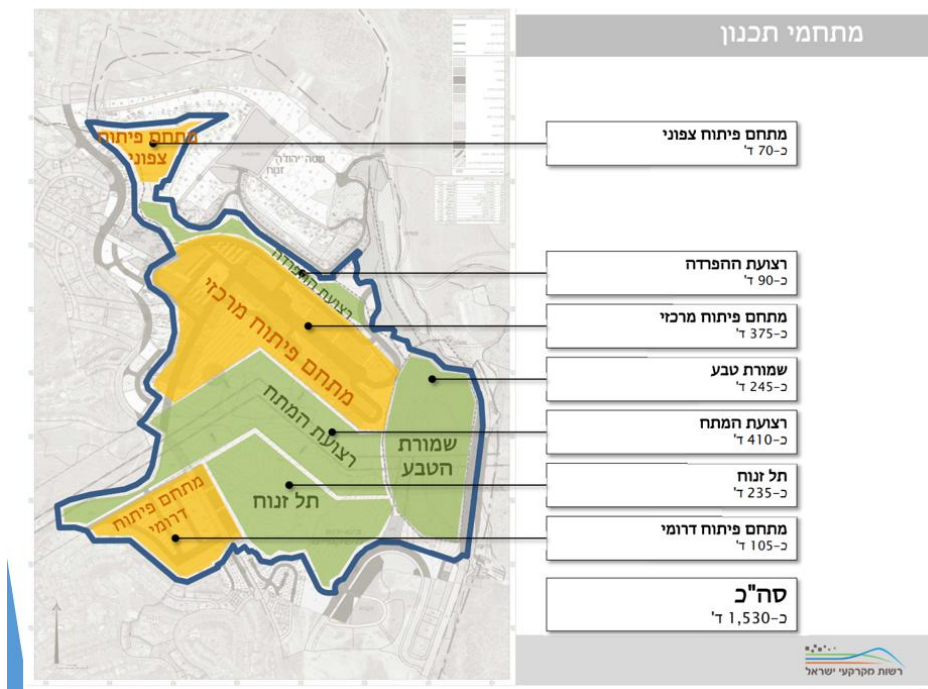 מתחמי תכנון
מתחם פיתוח צפוני
כ-70 ד'
רצועת ההפרדה
כ-90 ד'
מתחם פיתוח מרכזי
כ-375 ד'
שמורת טבע
כ-245 ד'
רצועת המתח
כ-410 ד'
תל זנוח
כ-235 ד'
מתחם פיתוח דרומי
כ-105 ד'
סה"כ
כ-1,530 ד'
רשות מקרקעי ישראל
מתחם פיתוח
צפוני
מטה יהודה
זנוח
רצועת ההפרדה
מתחם פיתוח מרכזי
רצועת המתח
שמורת
הטבע
תל זנוח
מתחם פיתוח
דרומי